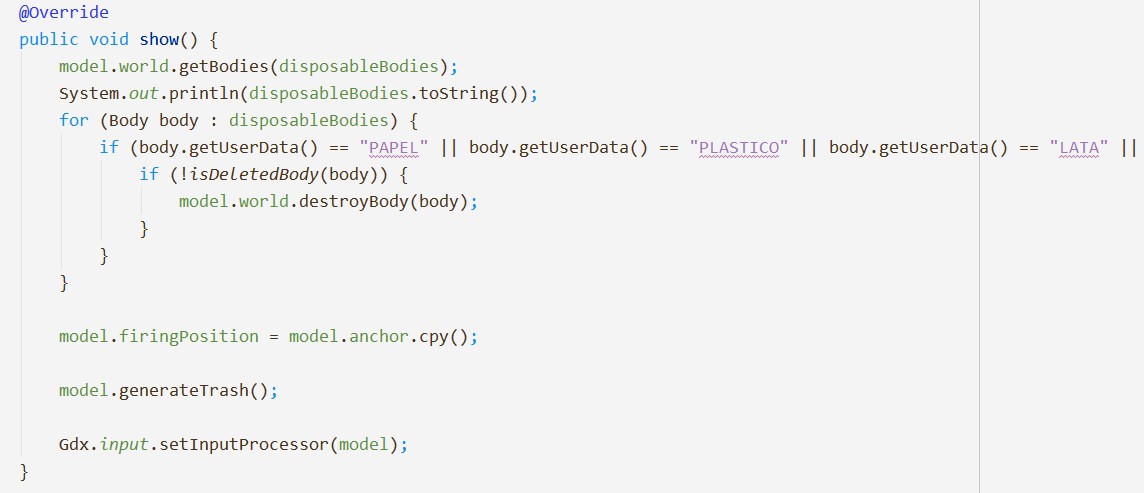 @Override
public void show() {
    model.world.getBodies(disposableBodies);
    System.out.println(disposableBodies.toString());
    for (Body body : disposableBodies) {
        if (body.getUserData() == "PAPEL" || body.getUserData() == "PLASTICO" || body.getUserData() == "LATA" ||
            if (!isDeletedBody(body)) {
                model.world.destroyBody(body);
            }
        }
    }
    model.firingPosition = model.anchor.cpy();
    model.generateTrash();
    Gdx.input.setInputProcessor(model);
}